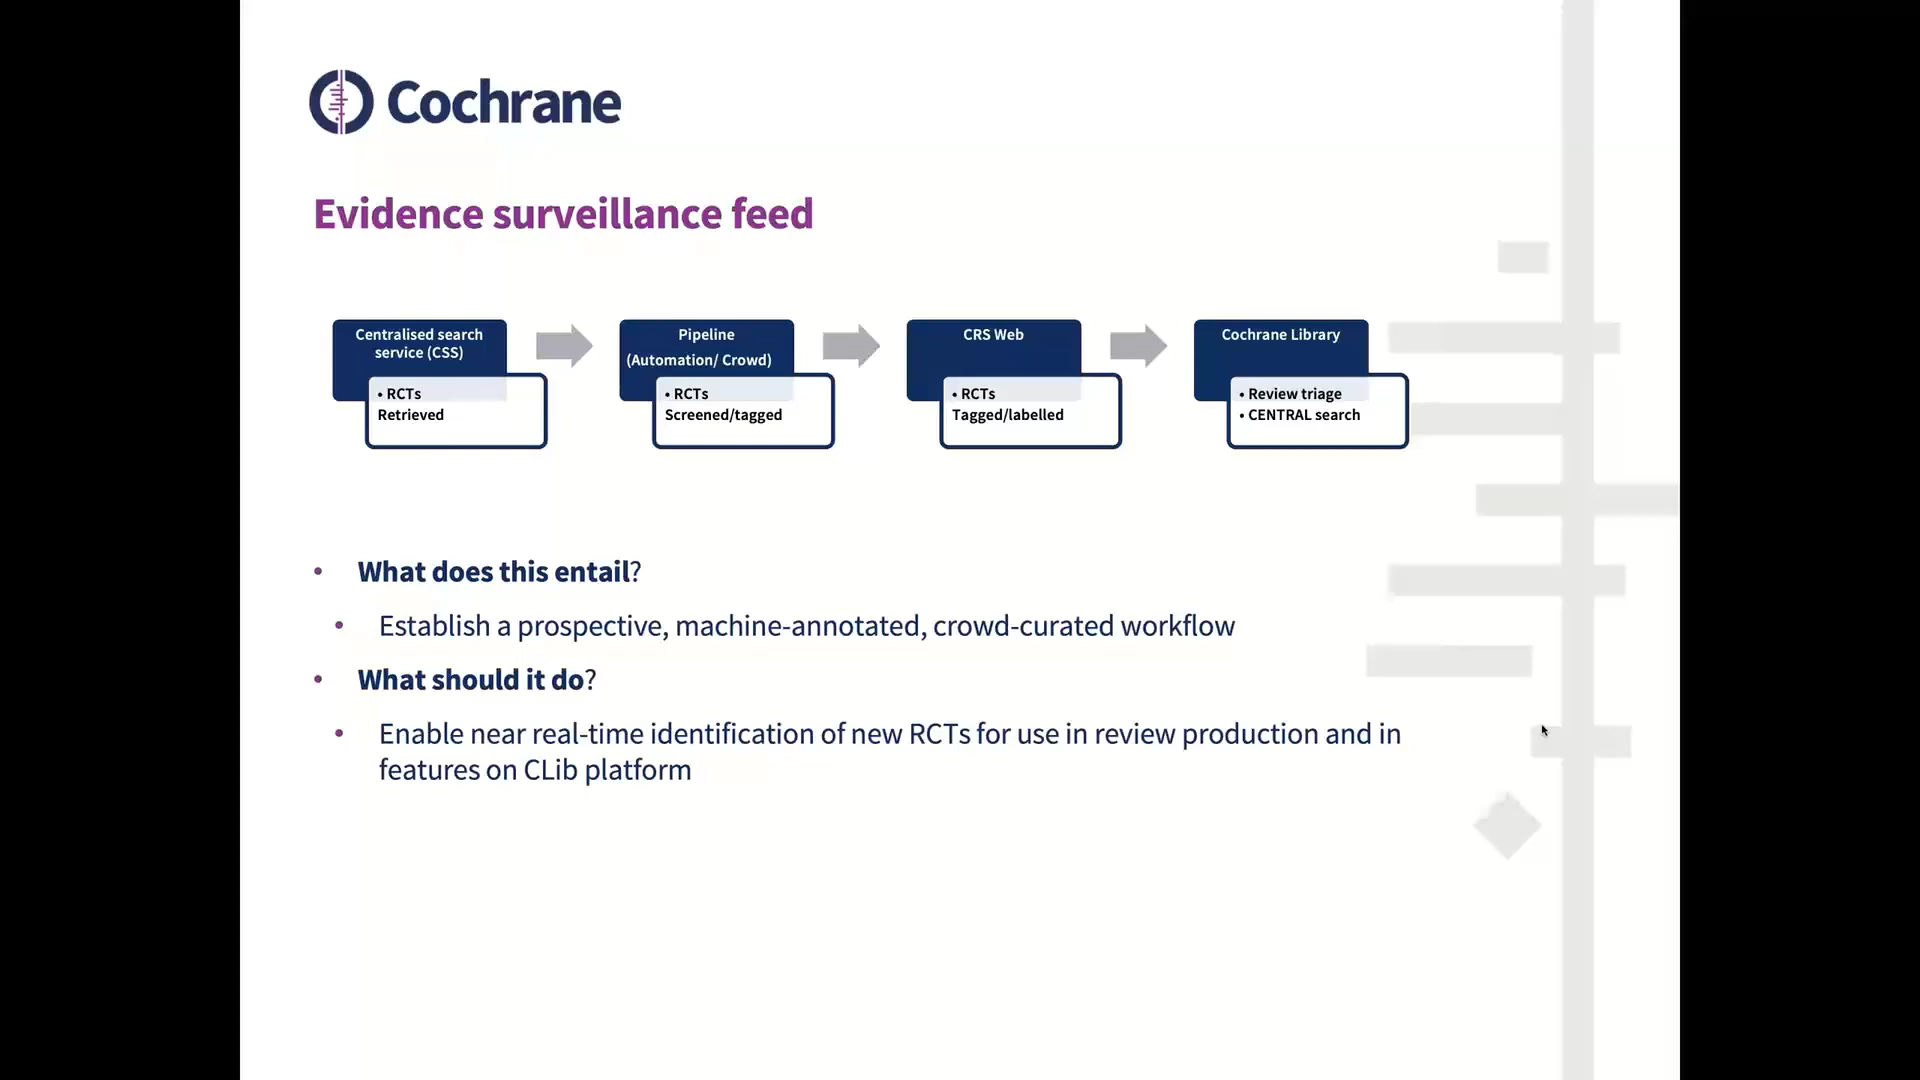 Cochrane
Evidence surveillance feed
Centralised search
service (CSS)
• RCTs
Retrieved
Pipeline
(Automation/ Crowd)
• RCTs
Screened/tagged
CRS Web
• RCTs
Tagged/labelled
Cochrane Library
• Review triage
• CENTRAL search
• What does this entail?
• Establish a prospective, machine-annotated, crowd-curated workflow
• What should it do?
• Enable near real-time identification of new RCTs for use in review production and in
features on CLib platform